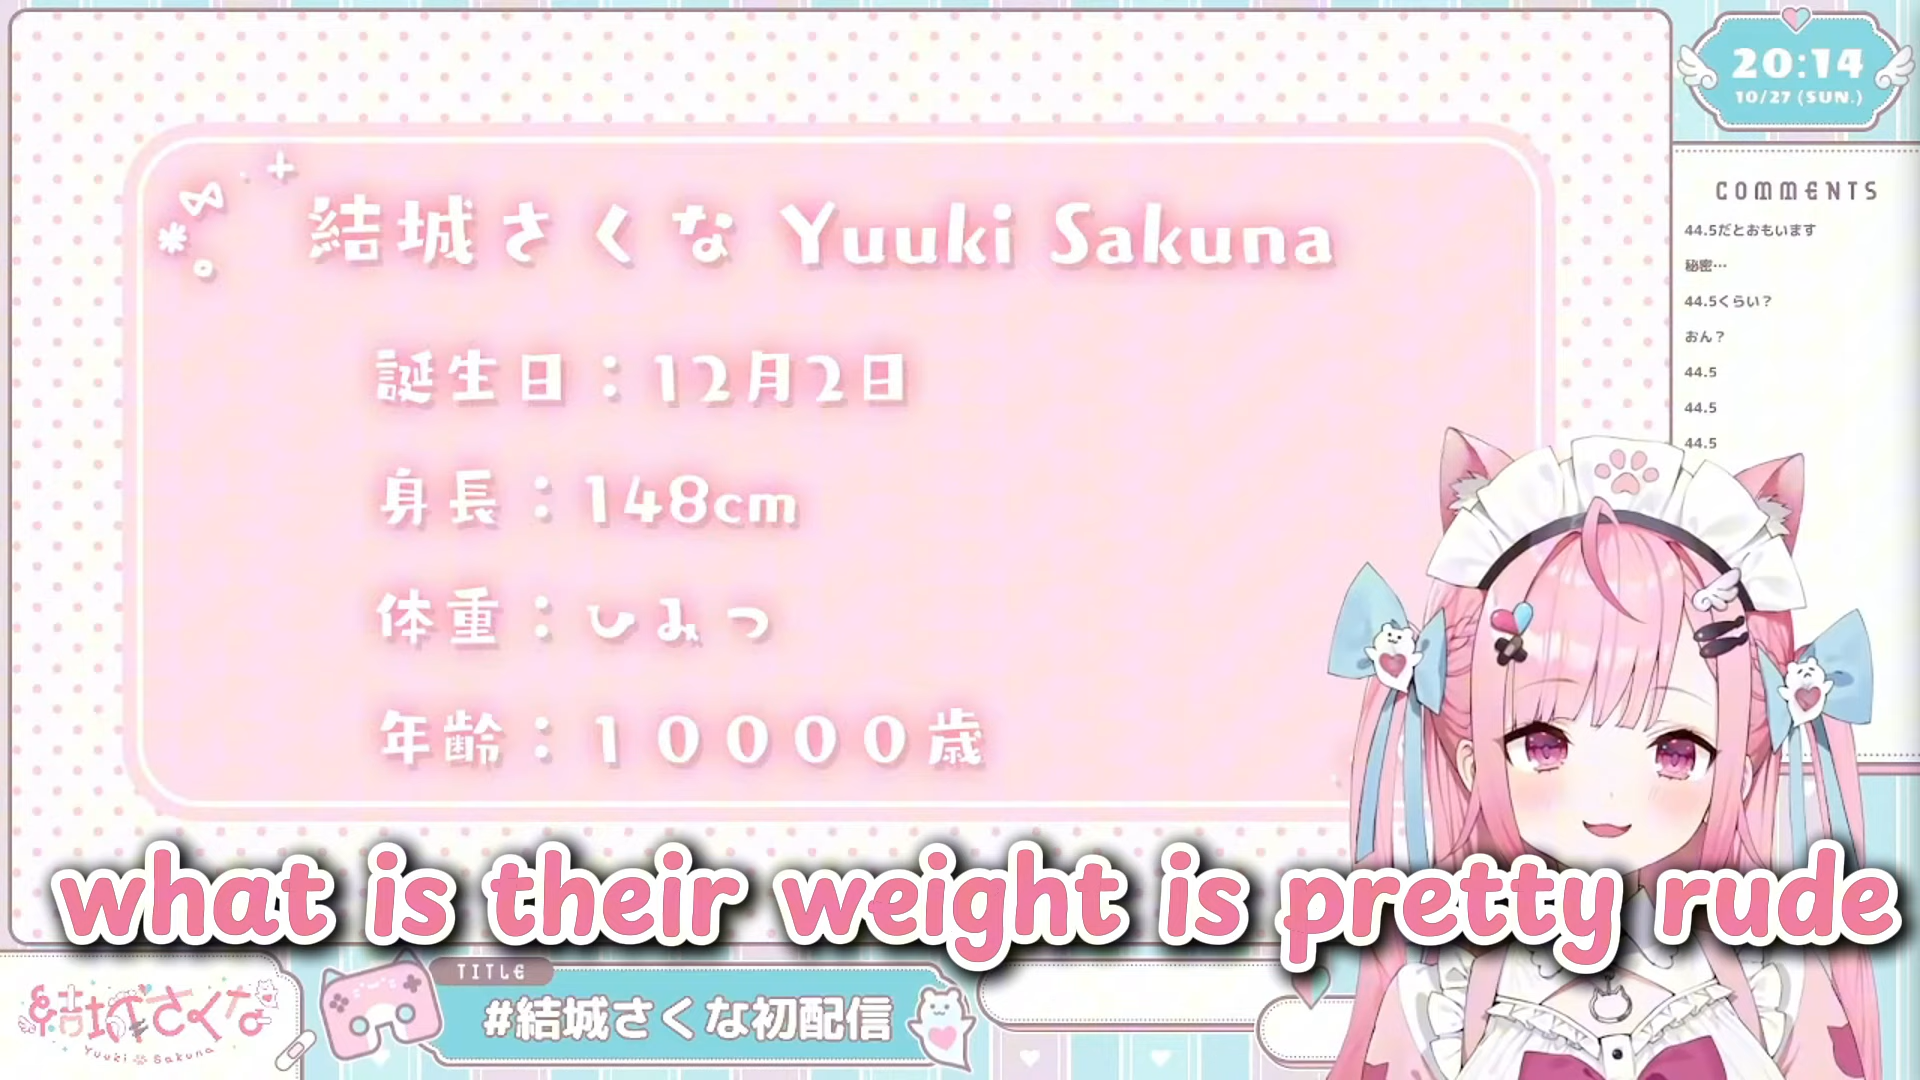 結城さくな Yuuki Sakuna
誕生日：12月2日
身長：148cm
体重：ひみつ
年齢：10000歳
20:14
10/27 (SUN.)
COMMENTS
44.5だとおもいます
秘密…
44.5くらい？
おん？
44.5
44.5
44.5
what is their weight is pretty rude
結城さくな
Yuuki Sakuna
TITLE
#結城さくな初配信